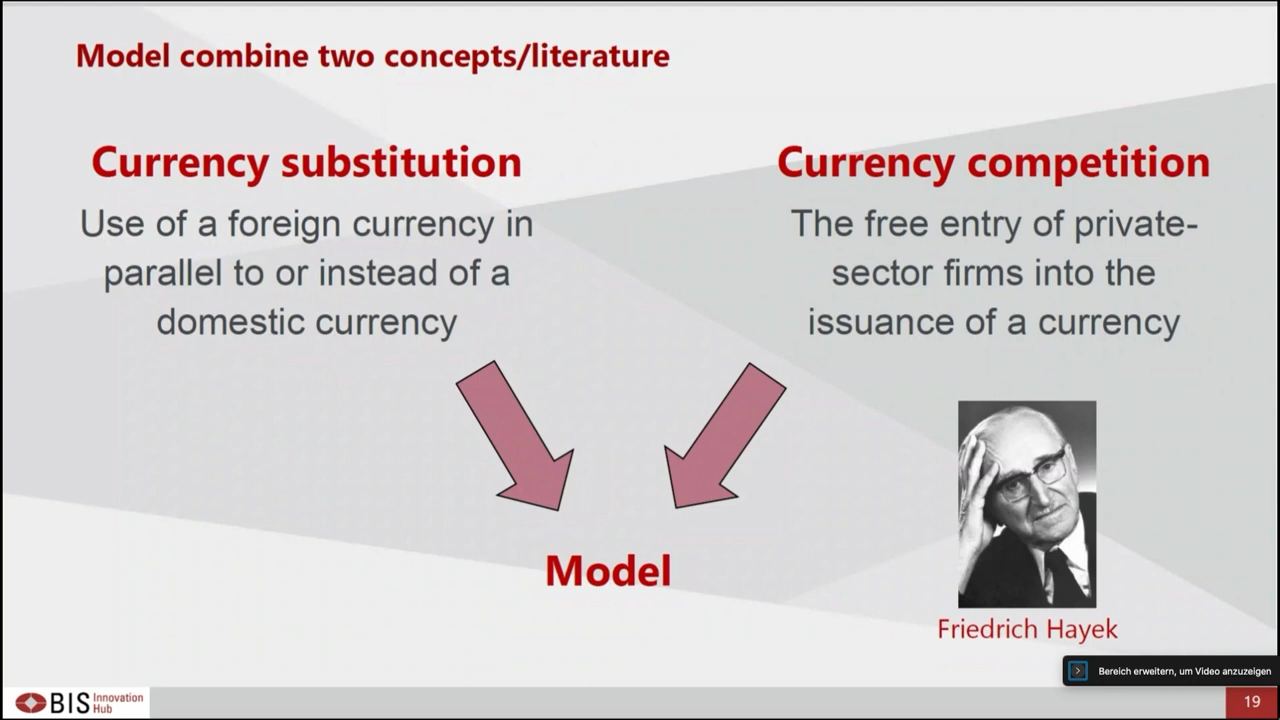 Model combine two concepts/literature
Currency substitution
Use of a foreign currency in
parallel to or instead of a
domestic currency
Currency competition
The free entry of private-
sector firms into the
issuance of a currency
Model
Friedrich Hayek
Bereich erweitern, um Video anzuzeigen
BIS Innovation
Hub
19